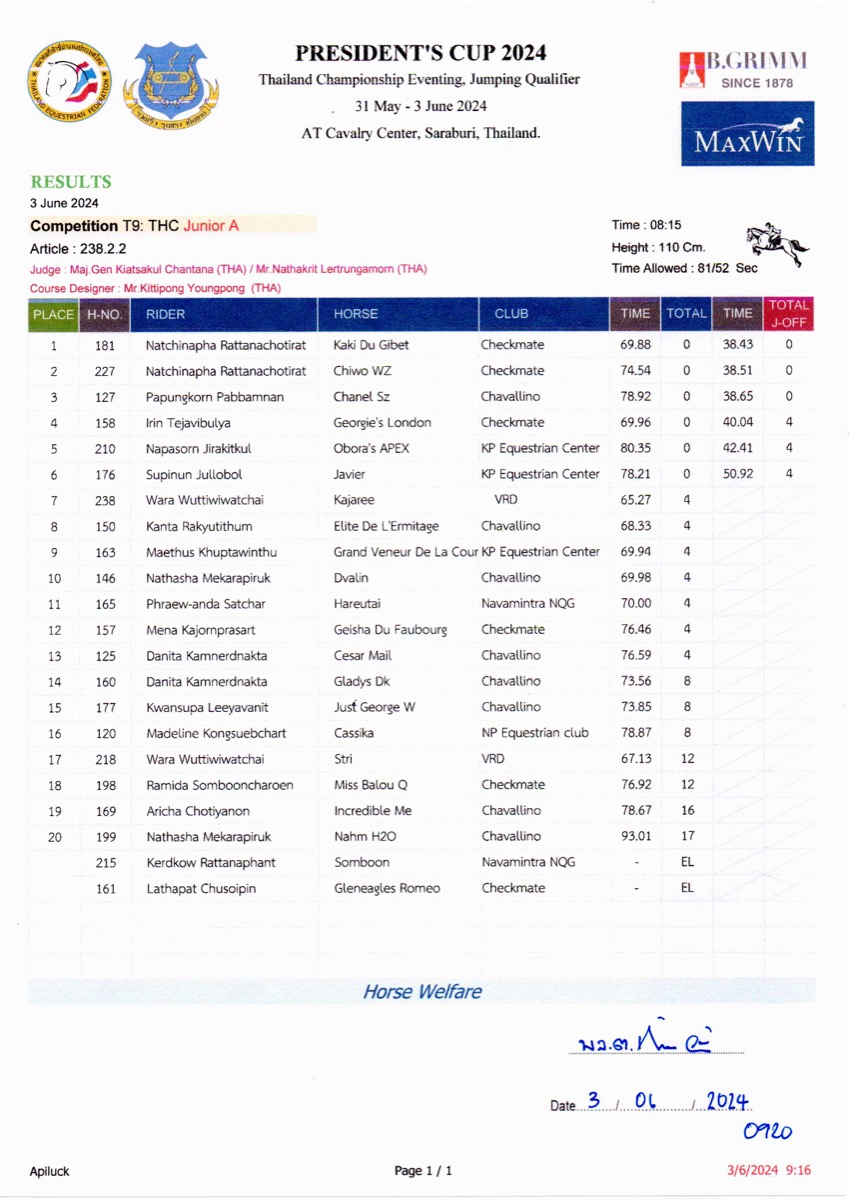 PRESIDENT'S CUP 2024
Thailand Championship Eventing, Jumping Qualifier
31 May - 3 June 2024
AT Cavalry Center, Saraburi, Thailand.
THAILAND EQUESTRIAN FEDERATION
B.GRIMM
SINCE 1878
MAXWIN
RESULTS
3 June 2024
Competition T9: THC Junior A
Article : 238.2.2
Judge : Maj.Gen Kiatsakul Chantana (THA) / Mr.Nathakrit Lertrungamorn (THA)
Course Designer : Mr.Kittipong Youngpong (THA)
Time : 08:15
Height : 110 Cm.
Time Allowed : 81/52 Sec
PLACE H-NO. RIDER HORSE CLUB TIME TOTAL TIME TOTAL J-OFF
1 181 Natchinapha Rattanachotirat Kaki Du Gibet Checkmate 69.88 0 38.43 0
2 227 Natchinapha Rattanachotirat Chiwo WZ Checkmate 74.54 0 38.51 0
3 127 Papungkorn Pabbamnan Chanel Sz Chavallino 78.92 0 38.65 0
4 158 Irin Tejavibulya Georgie's London Checkmate 69.96 0 40.04 4
5 210 Napasorn Jirakitkul Obora's APEX KP Equestrian Center 80.35 0 42.41 4
6 176 Supinun Jullobol Javier KP Equestrian Center 78.21 0 50.92 4
7 238 Wara Wuttiwiwatchai Kajaree VRD 65.27 4
8 150 Kanta Rakyutithum Elite De L'Ermitage Chavallino 68.33 4
9 163 Maethus Khuptawinthu Grand Veneur De La Cour KP Equestrian Center 69.94 4
10 146 Nathasha Mekarapiruk Dvalin Chavallino 69.98 4
11 165 Phraew-anda Satchar Hareutai Navamintra NQG 70.00 4
12 157 Mena Kajornprasart Geisha Du Faubourg Checkmate 76.46 4
13 125 Danita Kamnerdnakta Cesar Mail Chavallino 76.59 4
14 160 Danita Kamnerdnakta Gladys Dk Chavallino 73.56 8
15 177 Kwansupa Leeyavanit Just George W Chavallino 73.85 8
16 120 Madeline Kongsuebchart Cassika NP Equestrian club 78.87 8
17 218 Wara Wuttiwiwatchai Stri VRD 67.13 12
18 198 Ramida Sombooncharoen Miss Balou Q Checkmate 76.92 12
19 169 Aricha Chotiyanon Incredible Me Chavallino 78.67 16
20 199 Nathasha Mekarapiruk Nahm H2O Chavallino 93.01 17
215 Kerdkow Rattanaphant Somboon Navamintra NQG - EL
161 Lathapat Chusoipin Gleneagles Romeo Checkmate - EL
Horse Welfare
พล.ต.
Date 3 / 06 / 2024
0920
Apiluck
Page 1 / 1
3/6/2024 9:16